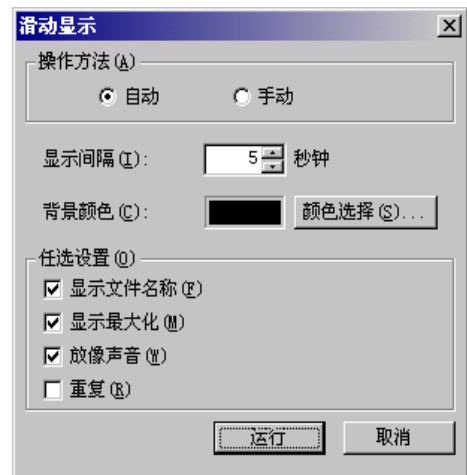 滑动显示
操作方法(A)
自动 手动
显示间隔(I): 5 秒钟
背景颜色(C): 颜色选择(S)...
任选设置(O)
显示文件名称(F)
显示最大化(M)
放像声音(W)
重复(R)
运行 取消